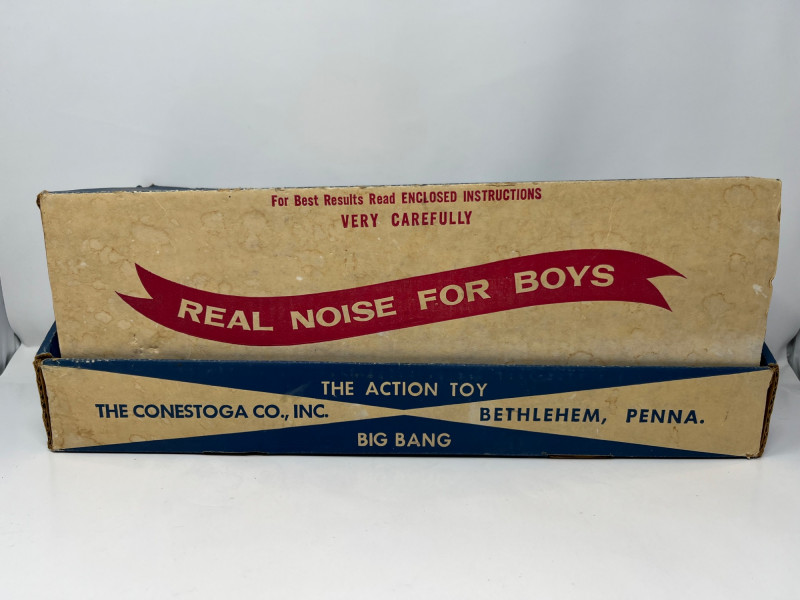 For Best Results Read ENCLOSED INSTRUCTIONS
VERY CAREFULLY
REAL NOISE FOR BOYS
THE ACTION TOY
THE CONESTOGA CO., INC. BETHLEHEM, PENNA.
BIG BANG